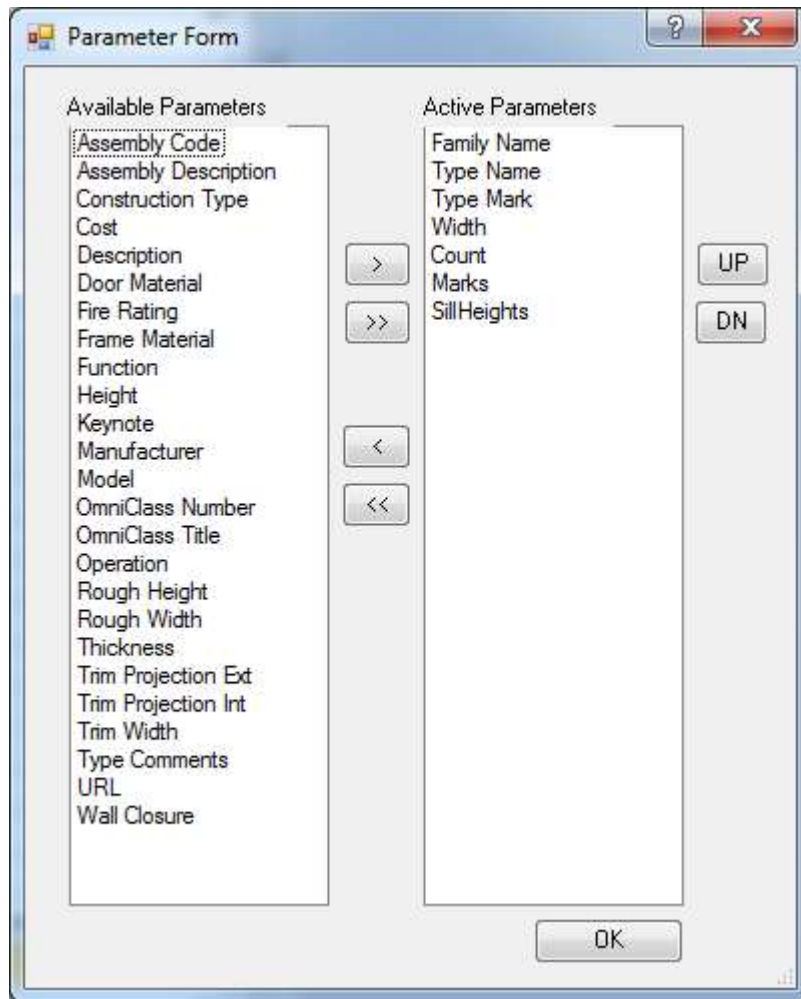 Parameter Form
?
X
Available Parameters
Assembly Code
Assembly Description
Construction Type
Cost
Description
Door Material
Fire Rating
Frame Material
Function
Height
Keynote
Manufacturer
Model
OmniClass Number
OmniClass Title
Operation
Rough Height
Rough Width
Thickness
Trim Projection Ext
Trim Projection Int
Trim Width
Type Comments
URL
Wall Closure
>
>>
<
<<
Active Parameters
Family Name
Type Name
Type Mark
Width
Count
Marks
SillHeights
UP
DN
OK